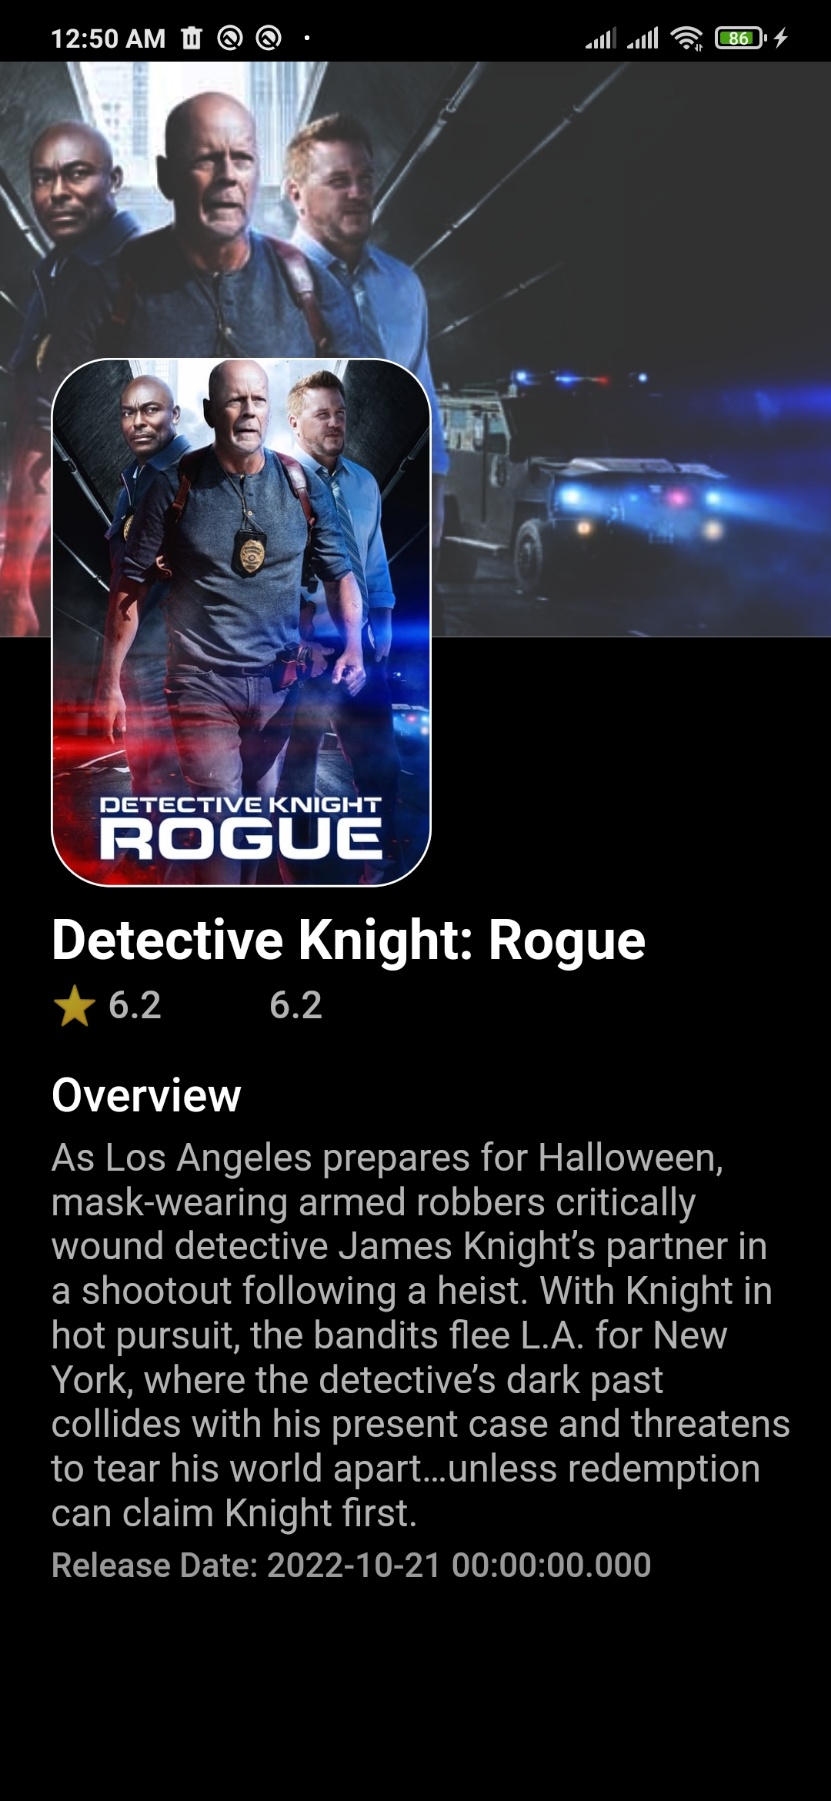 12:50 AM
86
DETECTIVE KNIGHT
ROGUE
Detective Knight: Rogue
6.2 6.2
Overview
As Los Angeles prepares for Halloween,
mask-wearing armed robbers critically
wound detective James Knight’s partner in
a shootout following a heist. With Knight in
hot pursuit, the bandits flee L.A. for New
York, where the detective’s dark past
collides with his present case and threatens
to tear his world apart…unless redemption
can claim Knight first.
Release Date: 2022-10-21 00:00:00.000